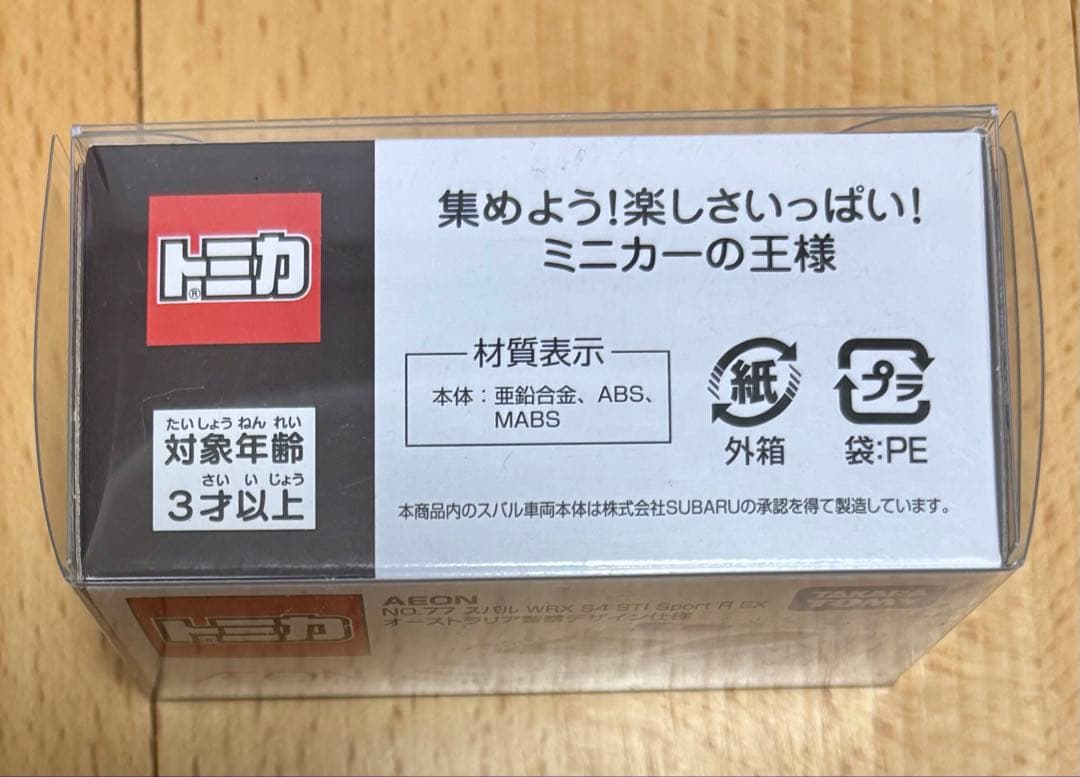 トミカ®
たいしょう ねん れい
対象年齢
さい い じょう
3才以上
集めよう!楽しさいっぱい!
ミニカーの王様
材質表示
本体：亜鉛合金、ABS、
MABS
紙
外箱
プラ
袋:PE
本商品内のスバル車両本体は株式会社SUBARUの承認を得て製造しています。
トミカ
AEON
NO.77 スバル WRX S4 STI Sport R EX
オーストラリア警察デザイン仕様
TAKARA
AEON